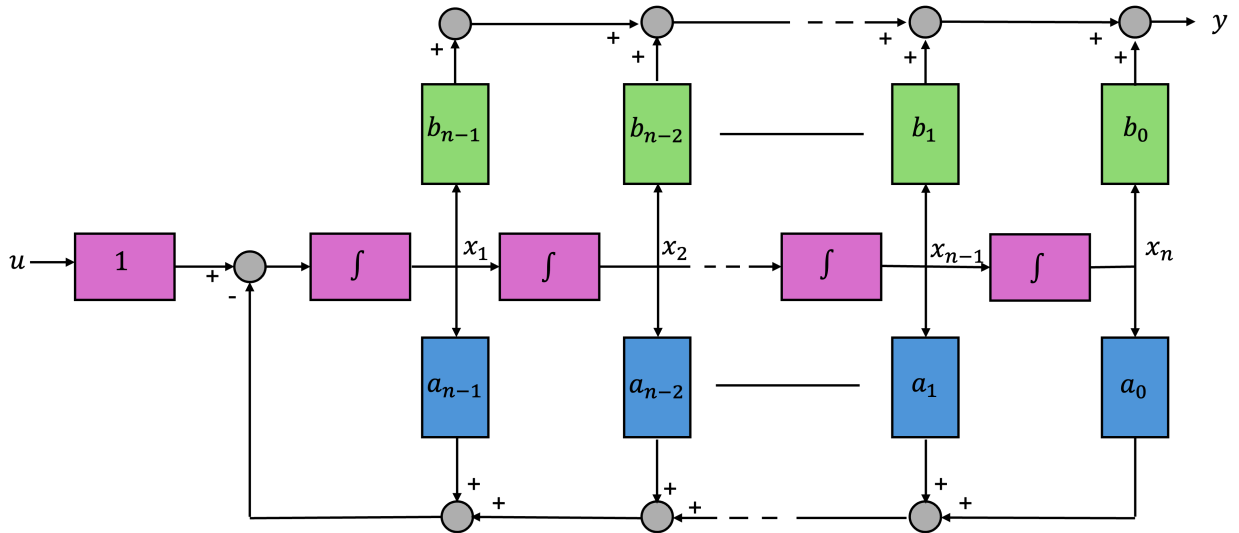 y
+ + + + + + +
b_{n-1} b_{n-2} b_1 b_0
u 1 ∫ x_1 ∫ x_2 ∫ x_{n-1} ∫ x_n
+
-
a_{n-1} a_{n-2} a_1 a_0
+ + + + + +